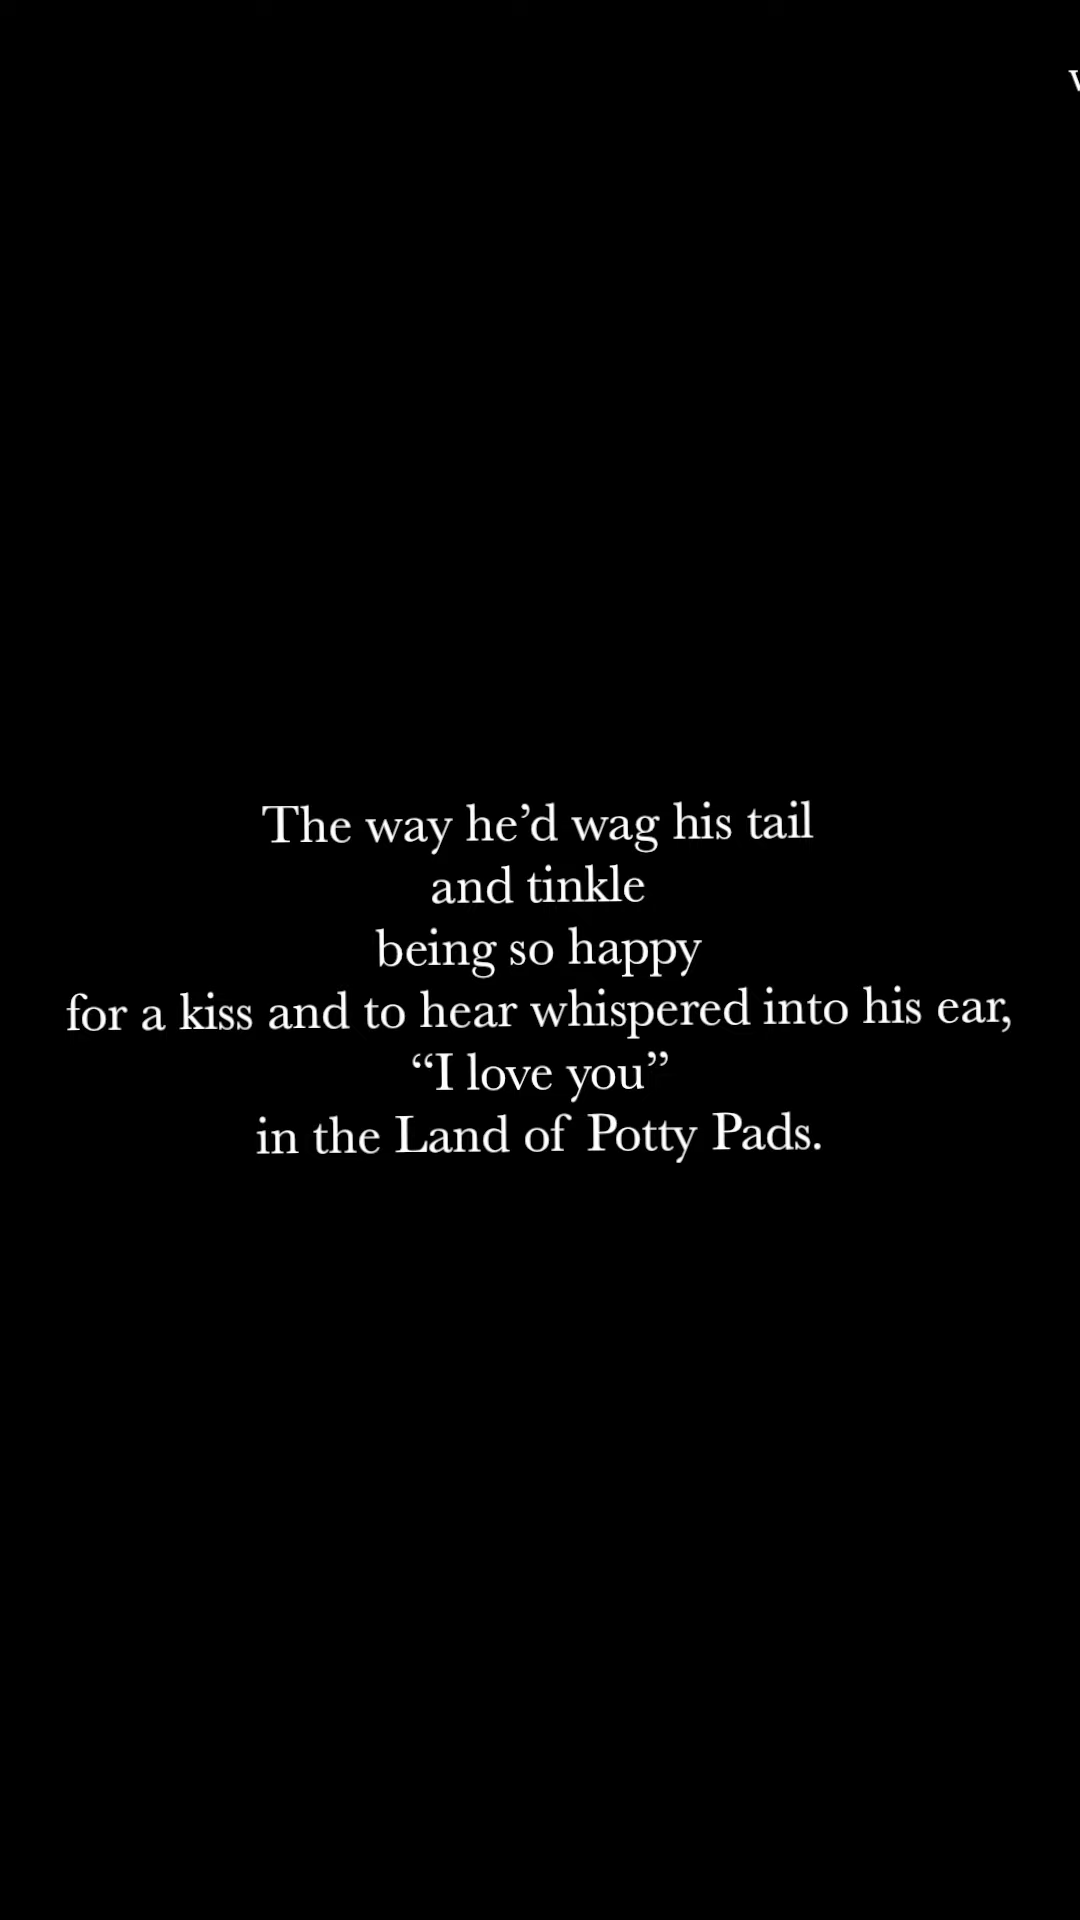 The way he’d wag his tail
and tinkle
being so happy
for a kiss and to hear whispered into his ear,
“I love you”
in the Land of Potty Pads.